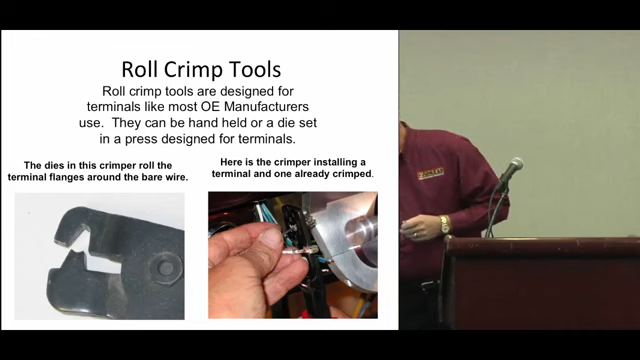 Roll Crimp Tools
Roll crimp tools are designed for
terminals like most OE Manufacturers
use. They can be hand held or a die set
in a press designed for terminals.
The dies in this crimper roll the
terminal flanges around the bare wire.
Here is the crimper installing a
terminal and one already crimped.